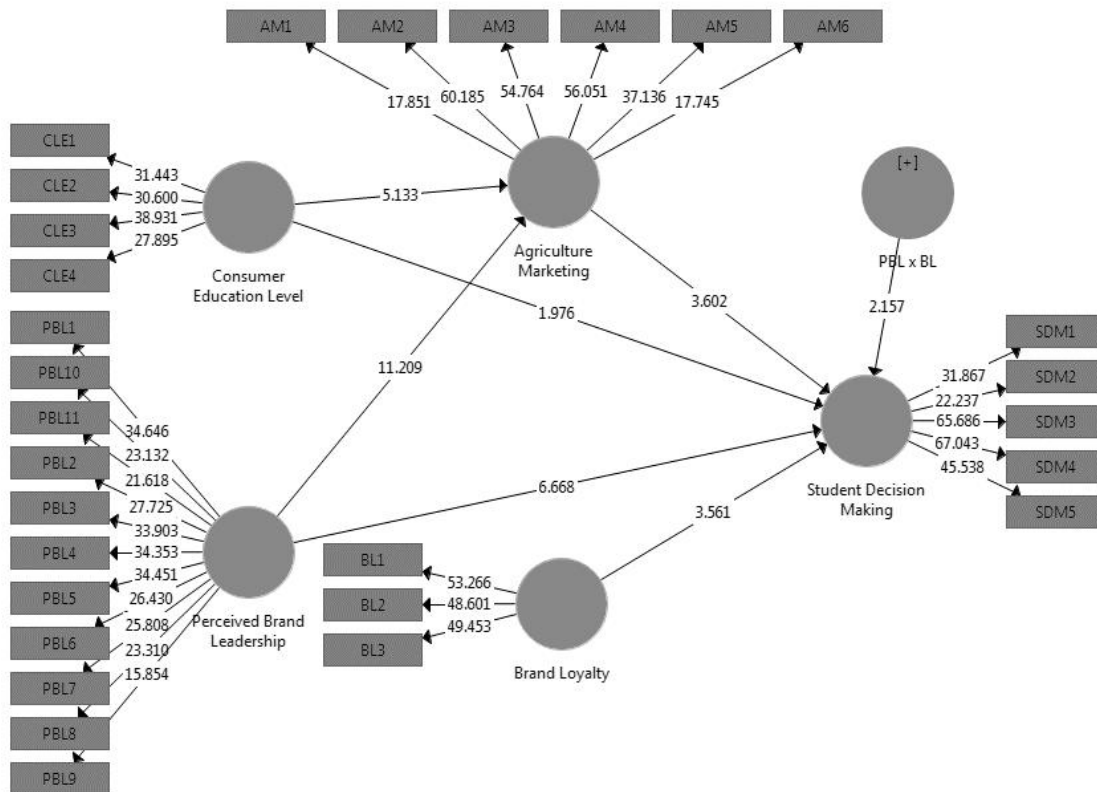 AM1 AM2 AM3 AM4 AM5 AM6
17.851 60.185 54.764 56.051 37.136 17.745
CLE1
CLE2
CLE3
CLE4
31.443
30.600
38.931
27.895
Consumer
Education Level
5.133
Agriculture
Marketing
[+]
PBL x BL
2.157
3.602
1.976
11.209
PBL1
PBL10
PBL11
PBL2
PBL3
PBL4
PBL5
PBL6
PBL7
PBL8
PBL9
34.646
23.132
21.618
27.725
33.903
34.353
34.451
26.430
25.808
23.310
15.854
Perceived Brand
Leadership
6.668
3.561
BL1
BL2
BL3
53.266
48.601
49.453
Brand Loyalty
Student Decision
Making
31.867
22.237
65.686
67.043
45.538
SDM1
SDM2
SDM3
SDM4
SDM5